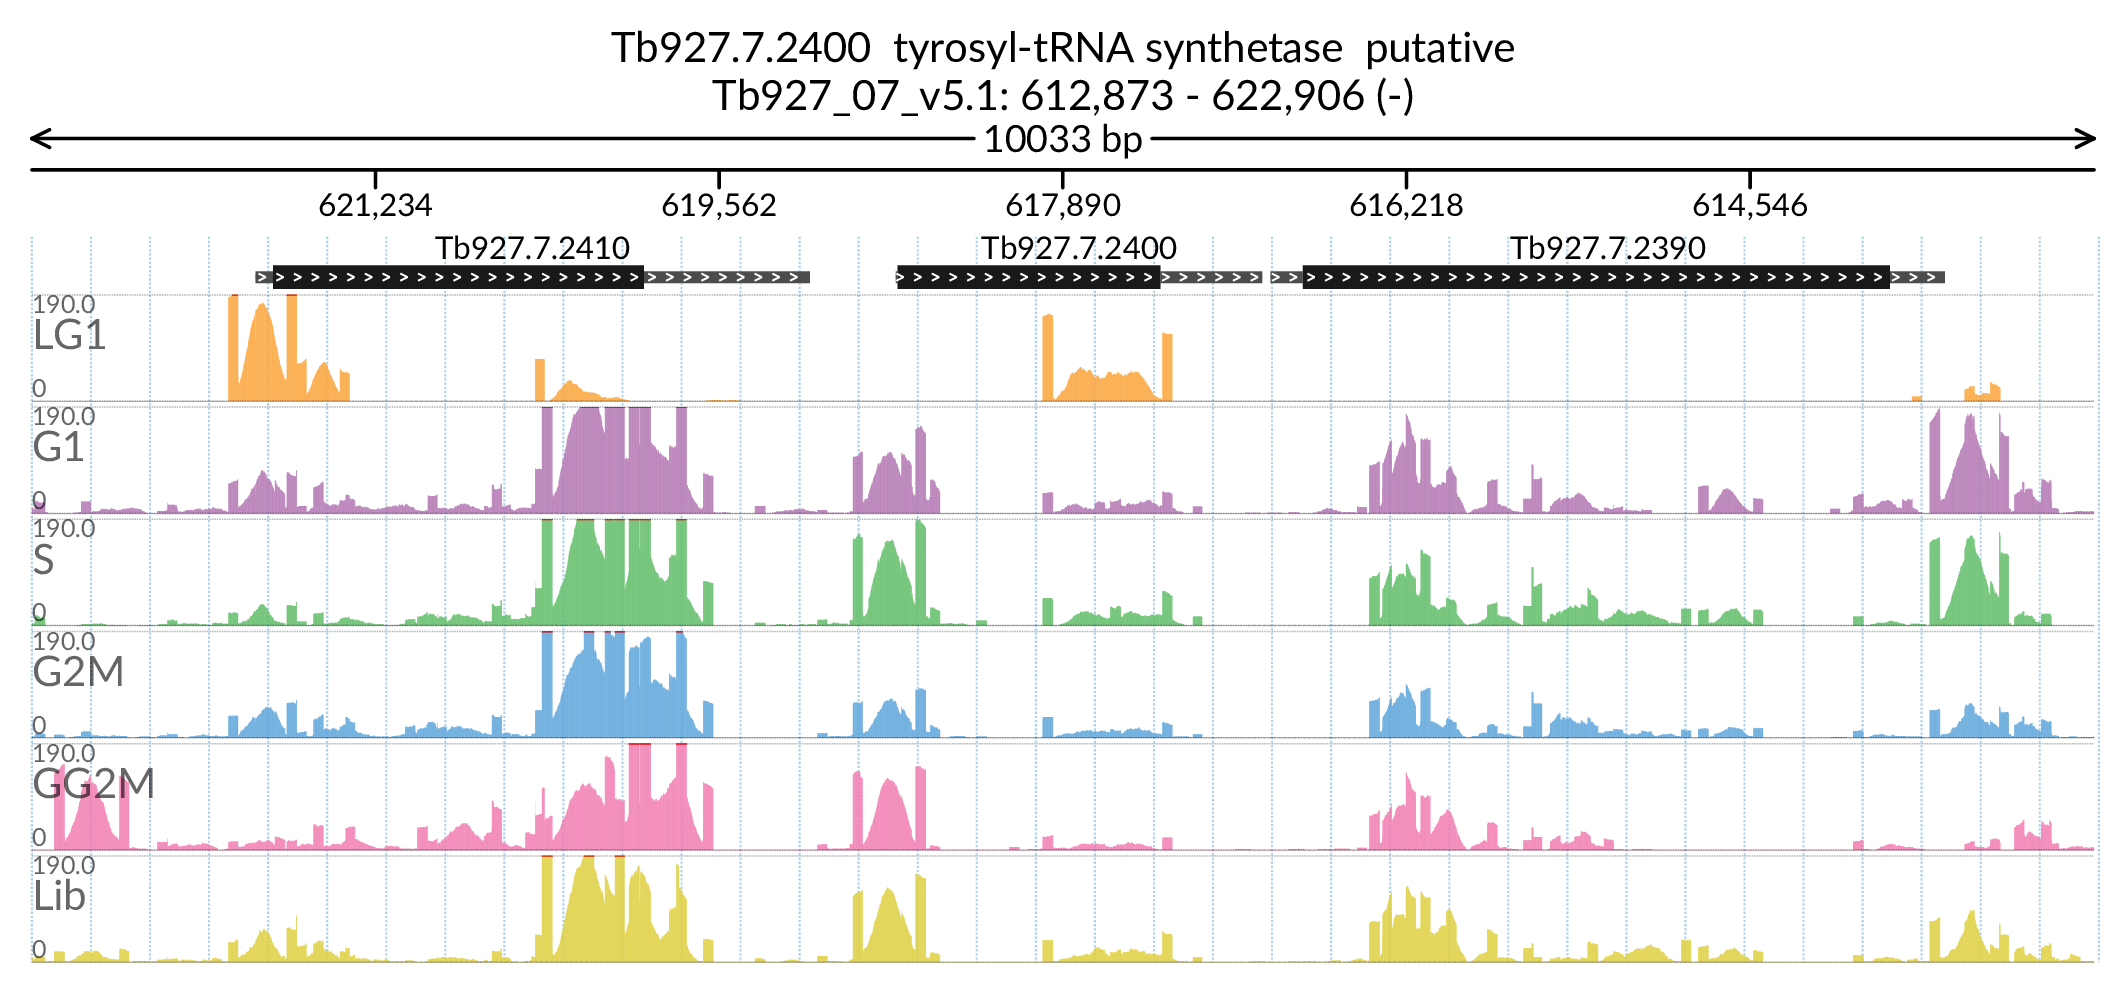 Tb927.7.2400  tyrosyl-tRNA synthetase  putative
Tb927_07_v5.1: 612,873 - 622,906 (-)
10033 bp
621,234 619,562 617,890 616,218 614,546
Tb927.7.2410 Tb927.7.2400 Tb927.7.2390
190.0
LG1
0
190.0
G1
0
190.0
S
0
190.0
G2M
0
190.0
GG2M
0
190.0
Lib
0